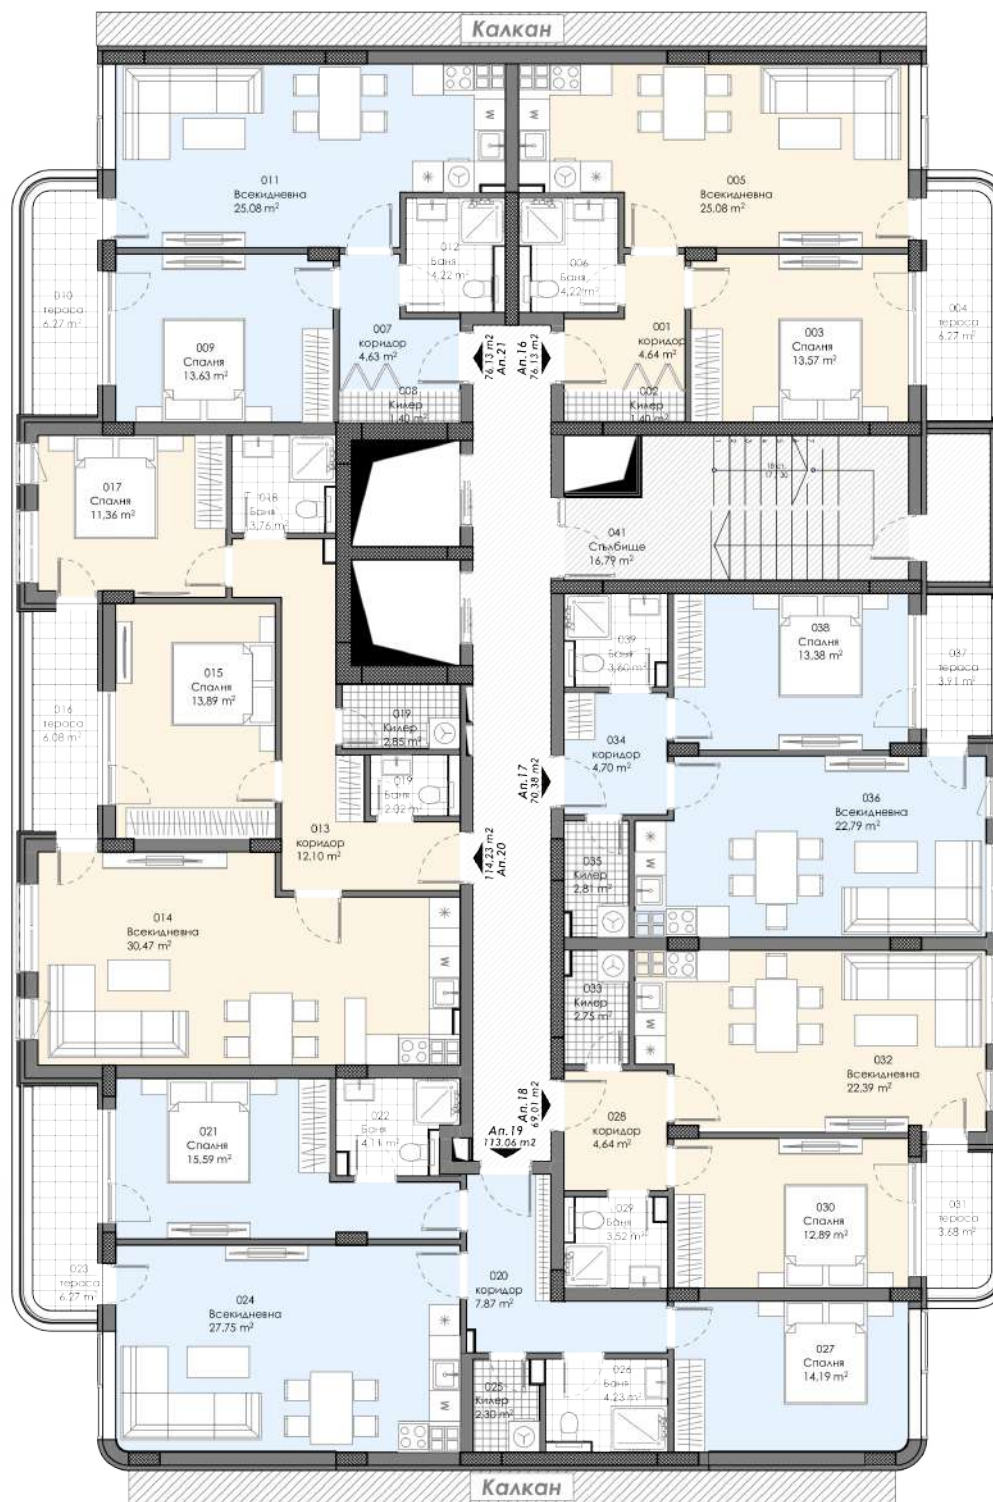 Калкан
011
Всекидневна
25,08 m²
005
Всекидневна
25,08 m²
012
Баня
4,22 m²
006
Баня
4,22 m²
010
тераса
6,27 m²
004
тераса
6,27 m²
009
Спалня
13,63 m²
007
коридор
4,63 m²
76.13 m2
Ап.21
Ап.16
76.13 m2
001
коридор
4,64 m²
003
Спалня
13,57 m²
008
Килер
1,40 m²
002
Килер
1,40 m²
017
Спалня
11,36 m²
018
Баня
3,76 m²
041
Стълбище
16,79 m²
015
Спалня
13,89 m²
039
Баня
3,60 m²
038
Спалня
13,38 m²
037
тераса
3,91 m²
016
тераса
6,08 m²
019
Килер
2,85 m²
034
коридор
4,70 m²
019
Баня
2,02 m²
Ап.17
70.38 m2
036
Всекидневна
22,79 m²
013
коридор
12,10 m²
114.23 m2
Ап.20
035
Килер
2,81 m²
014
Всекидневна
30,47 m²
W
W
033
Килер
2,75 m²
W
032
Всекидневна
22,39 m²
021
Спалня
15,59 m²
022
Баня
4,11 m²
Ап.18
69.01 m2
Ап.19
113.06 m2
028
коридор
4,64 m²
029
Баня
3,52 m²
030
Спалня
12,89 m²
031
тераса
3,68 m²
023
тераса
6,27 m²
024
Всекидневна
27,75 m²
020
коридор
7,87 m²
027
Спалня
14,19 m²
025
Килер
2,30 m²
026
Баня
4,23 m²
W
Калкан